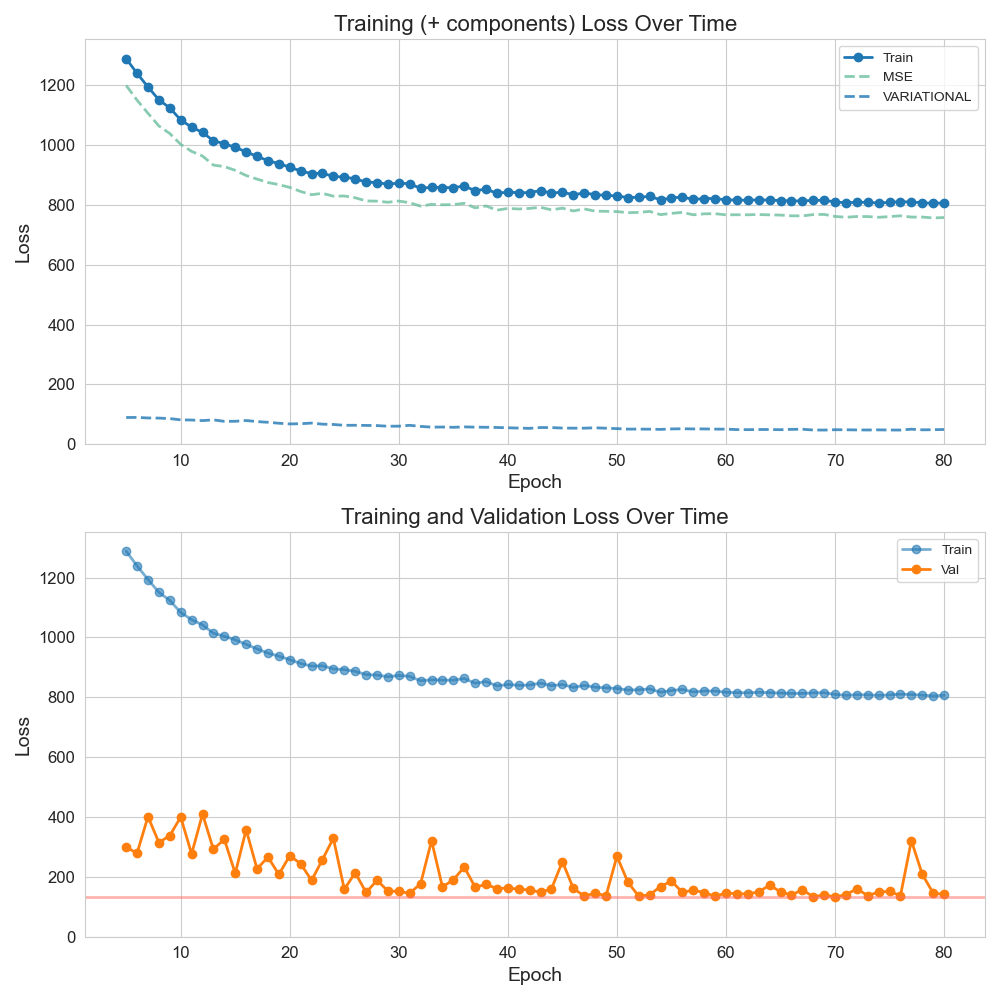 Training (+ components) Loss Over Time
Train
MSE
VARIATIONAL
1200
1000
800
600
400
200
0
Loss
10 20 30 40 50 60 70 80
Epoch
Training and Validation Loss Over Time
Train
Val
1200
1000
800
600
400
200
0
Loss
10 20 30 40 50 60 70 80
Epoch